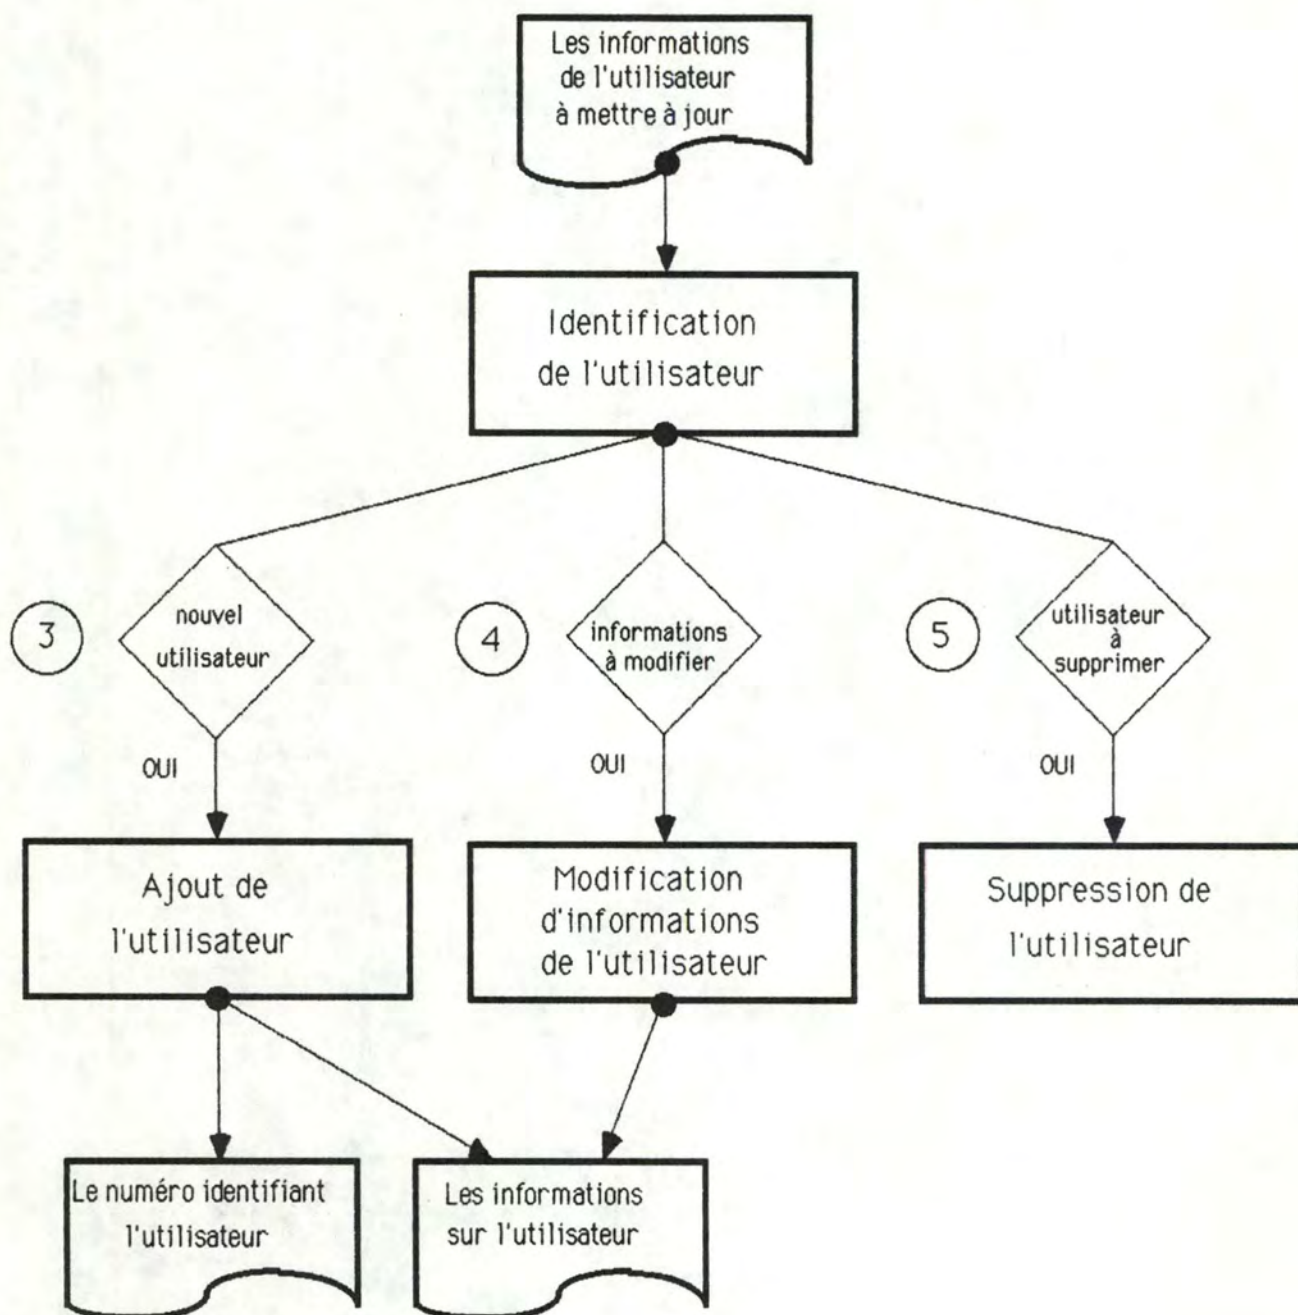 Les informations
de l'utilisateur
à mettre à jour
Identification
de l'utilisateur
3
nouvel
utilisateur
4
informations
à modifier
5
utilisateur
à
supprimer
OUI
OUI
OUI
Ajout de
l'utilisateur
Modification
d'informations
de l'utilisateur
Suppression de
l'utilisateur
Le numéro identifiant
l'utilisateur
Les informations
sur l'utilisateur